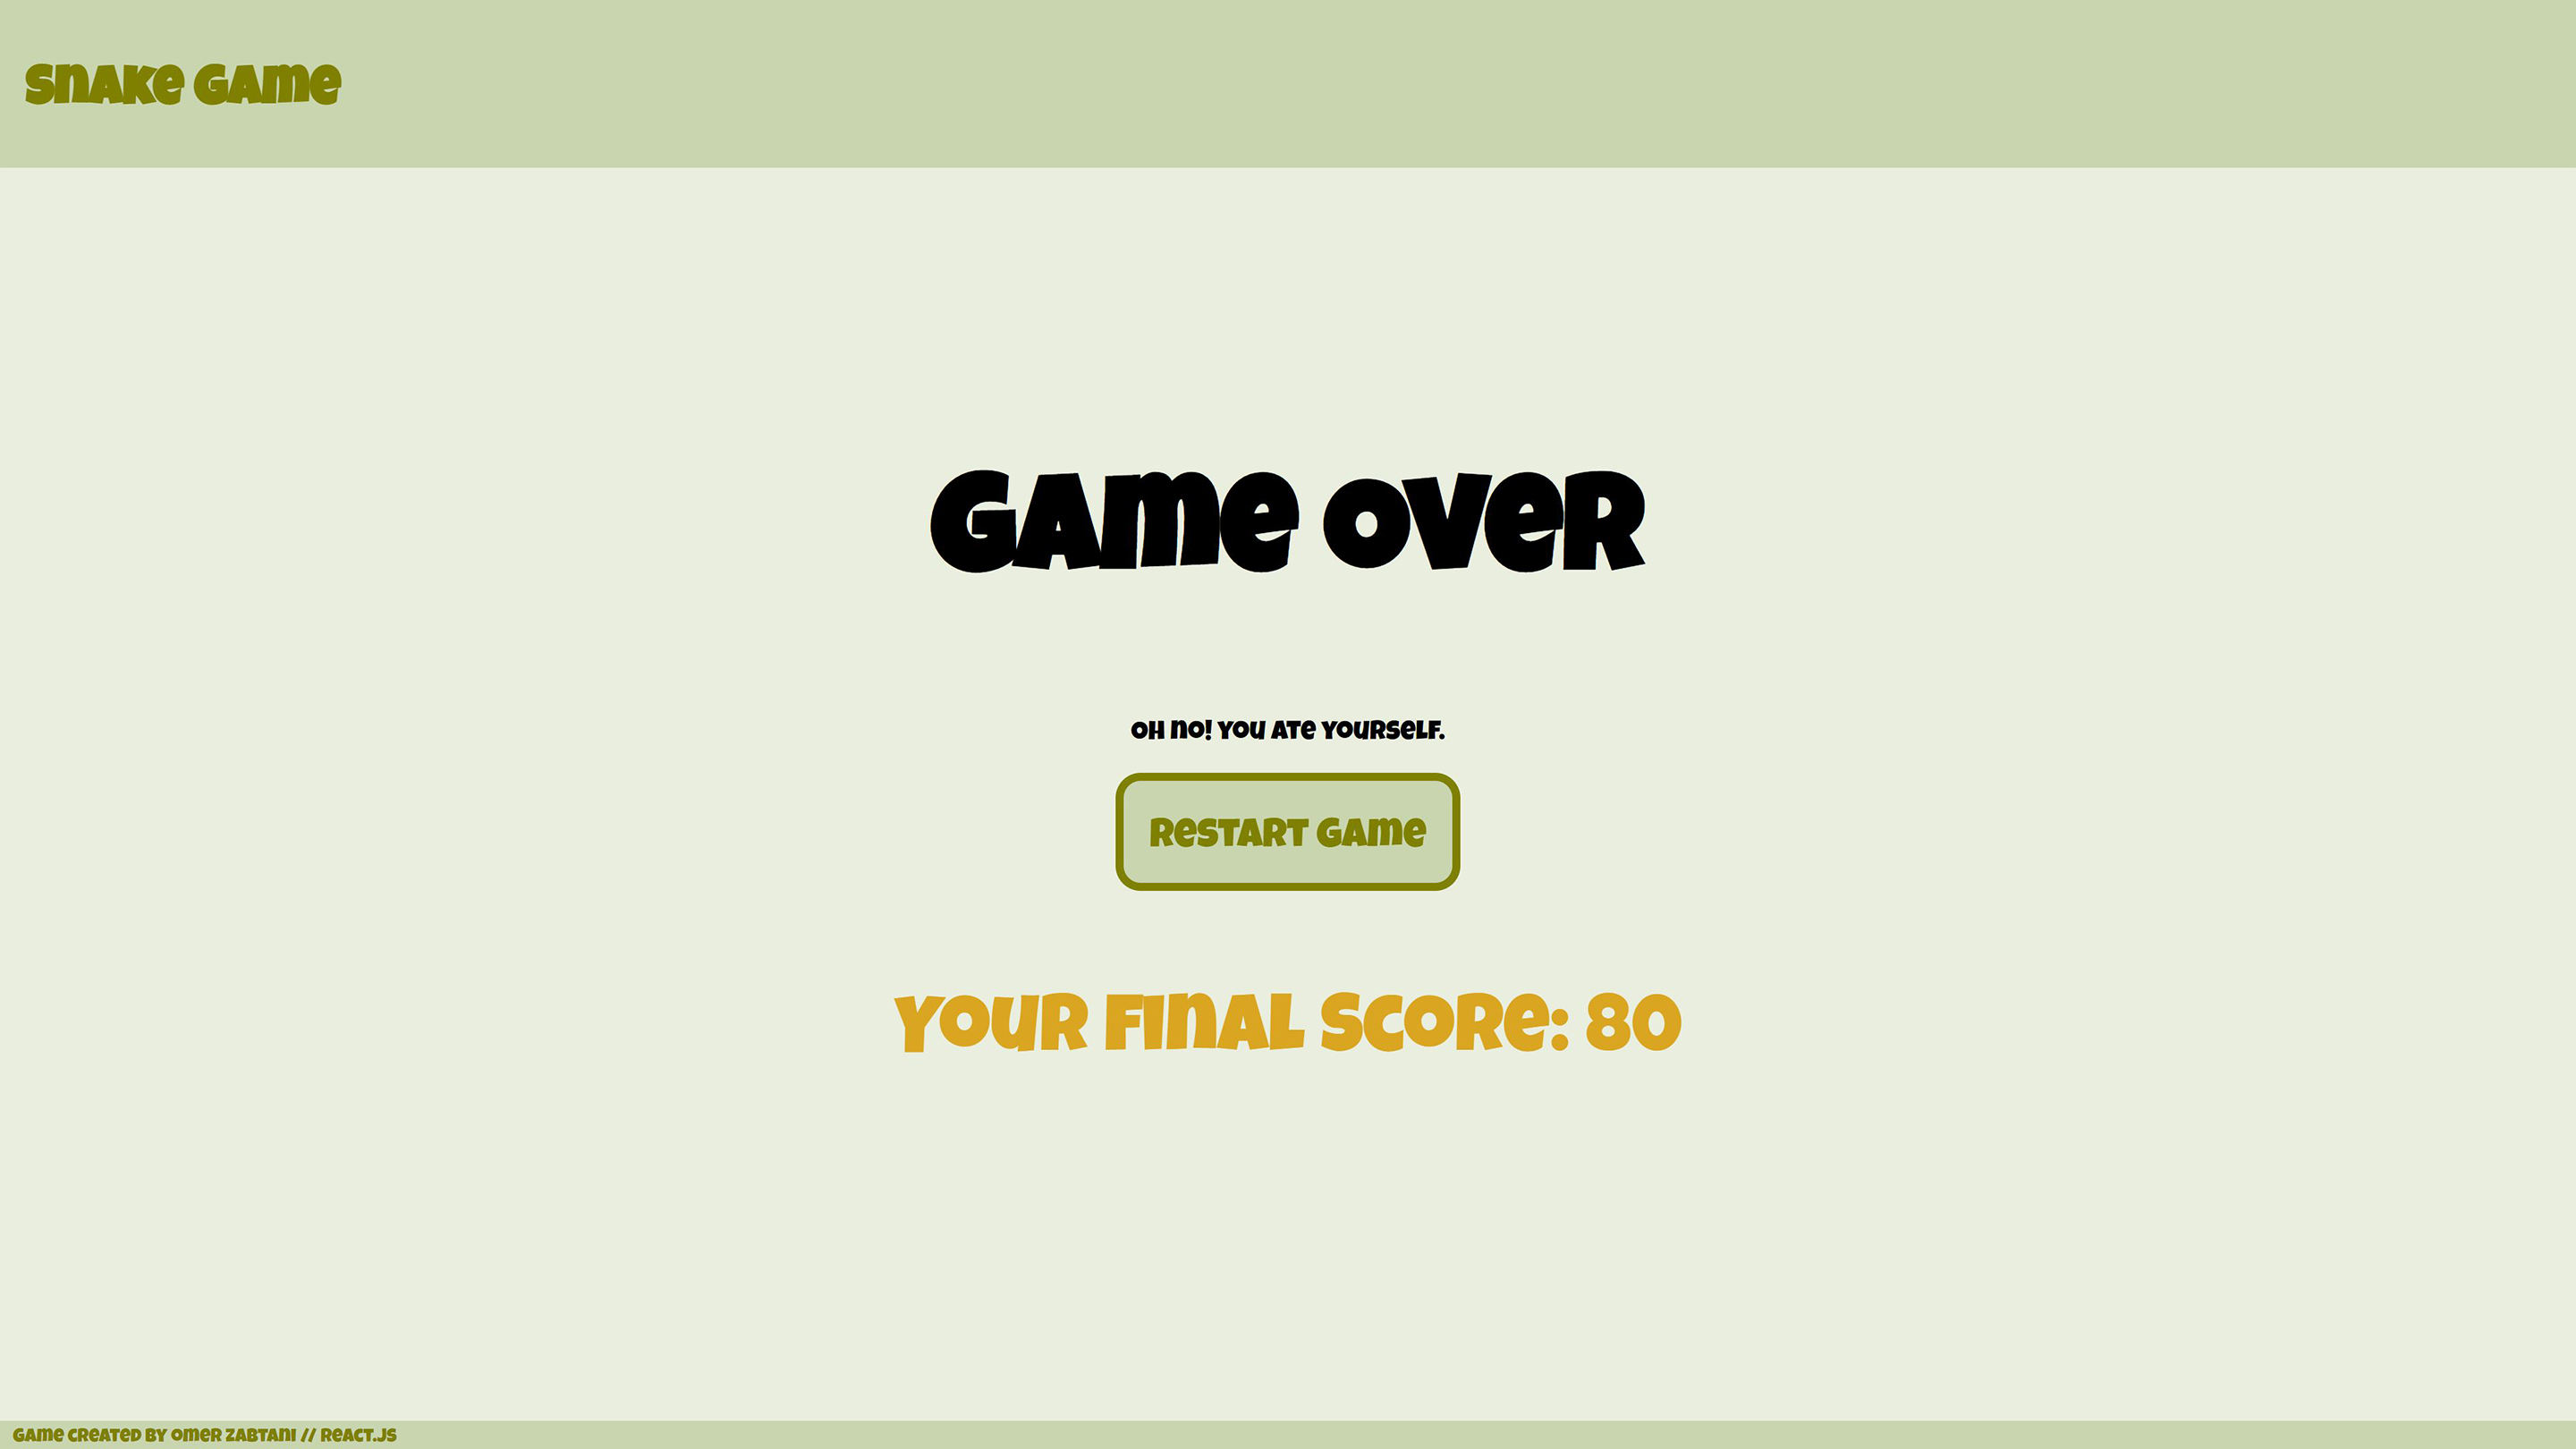 Snake Game
Game Over
Oh no! You ate yourself.
Restart Game
Your Final Score: 80
Game created by Omer Zabtani // React.js